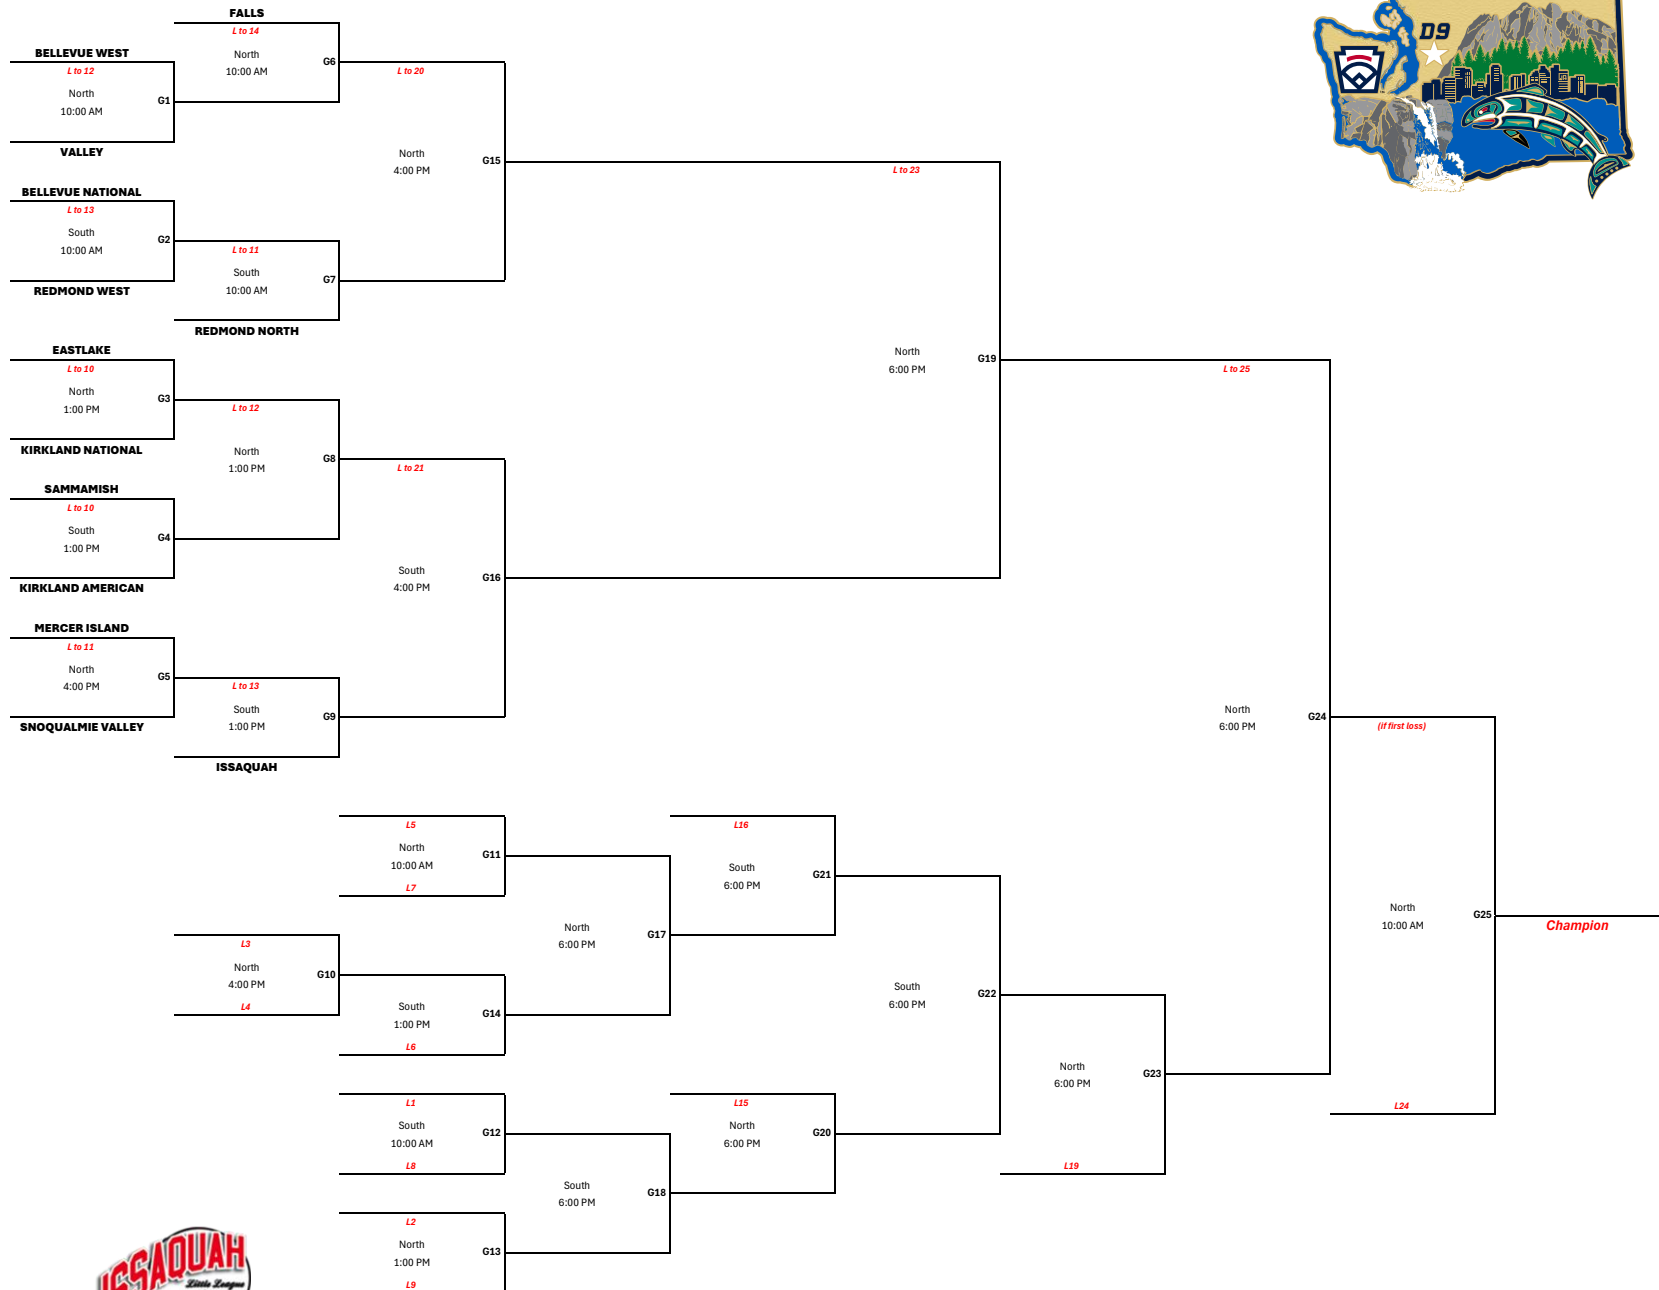 FALLS
L to 14
North
10:00 AM
G6
BELLEVUE WEST
L to 12
North
10:00 AM
G1
VALLEY
L to 20
North
4:00 PM
G15
BELLEVUE NATIONAL
L to 13
South
10:00 AM
G2
REDMOND WEST
L to 11
South
10:00 AM
G7
REDMOND NORTH
L to 23
North
6:00 PM
G19
EASTLAKE
L to 10
North
1:00 PM
G3
KIRKLAND NATIONAL
L to 12
North
1:00 PM
G8
SAMMAMISH
L to 10
South
1:00 PM
G4
KIRKLAND AMERICAN
L to 21
South
4:00 PM
G16
MERCER ISLAND
L to 11
North
4:00 PM
G5
SNOQUALMIE VALLEY
L to 13
South
1:00 PM
G9
ISSAQUAH
L to 25
North
6:00 PM
G24
(if first loss)
North
10:00 AM
G25
Champion
L24
L5
North
10:00 AM
G11
L7
L16
South
6:00 PM
G21
North
6:00 PM
G17
L3
North
4:00 PM
G10
L4
South
1:00 PM
G14
L6
South
6:00 PM
G22
North
6:00 PM
G23
L19
L1
South
10:00 AM
G12
L8
L15
North
6:00 PM
G20
South
6:00 PM
G18
L2
North
1:00 PM
G13
L9
D9
ISSAQUAH
Little League